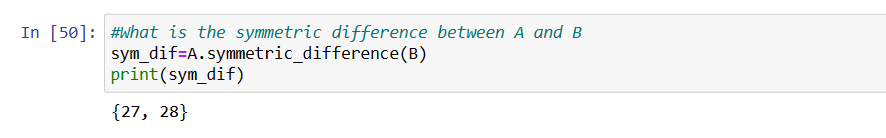 In [50]: #What is the symmetric difference between A and B
sym_dif=A.symmetric_difference(B)
print(sym_dif)
{27, 28}